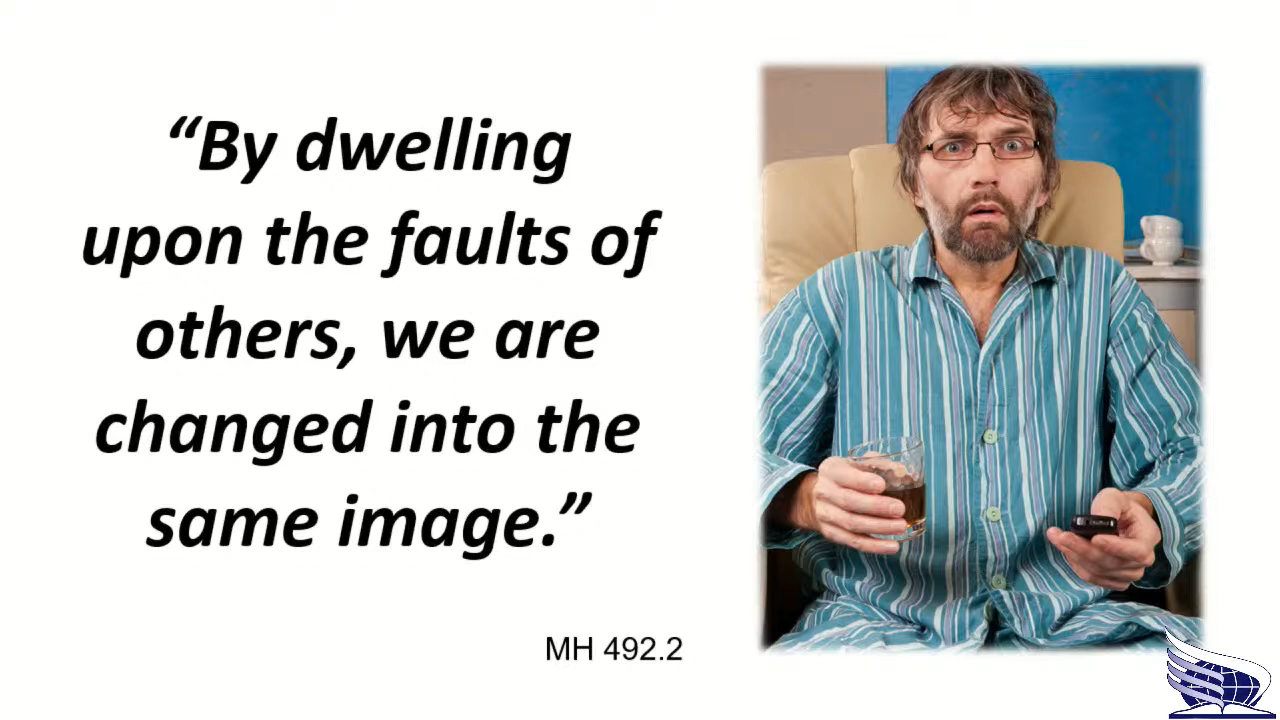 “By dwelling
upon the faults of
others, we are
changed into the
same image.”
MH 492.2